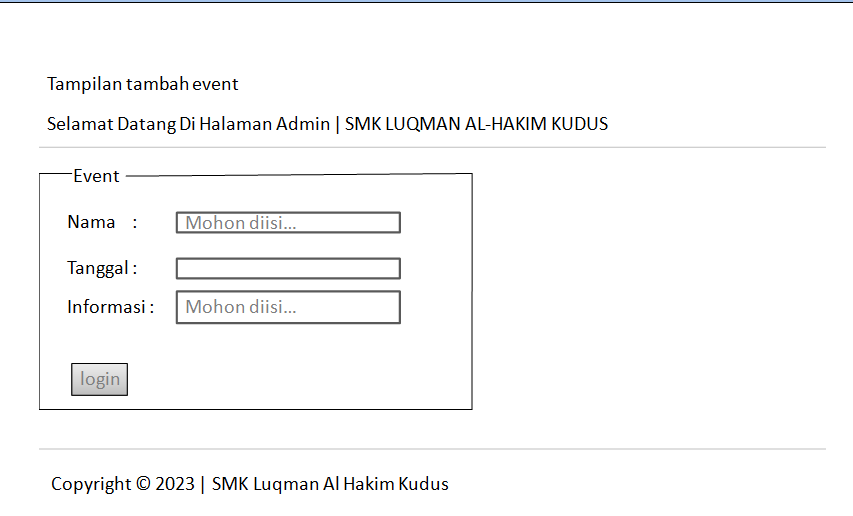 Tampilan tambah event
Selamat Datang Di Halaman Admin | SMK LUQMAN AL-HAKIM KUDUS
Event
Nama : Mohon diisi...
Tanggal :
Informasi : Mohon diisi...
login
Copyright © 2023 | SMK Luqman Al Hakim Kudus